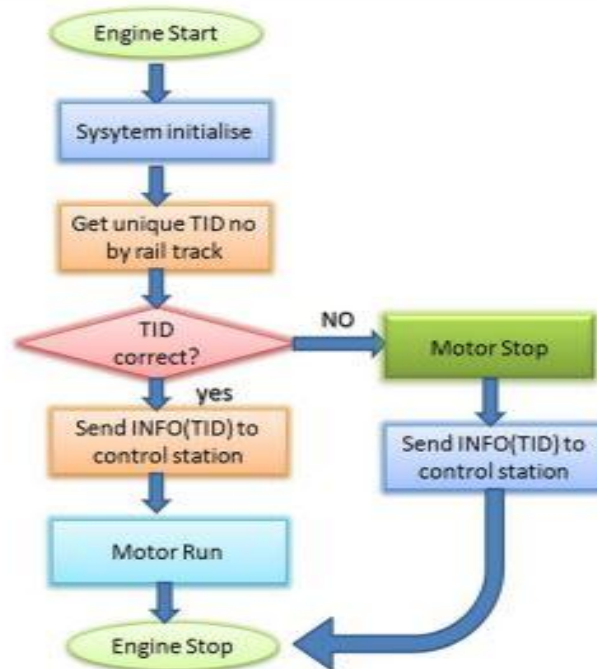 Engine Start
Sysytem initialise
Get unique TID no
by rail track
TID
correct?
NO
Motor Stop
yes
Send INFO(TID) to
control station
Send INFO(TID) to
control station
Motor Run
Engine Stop